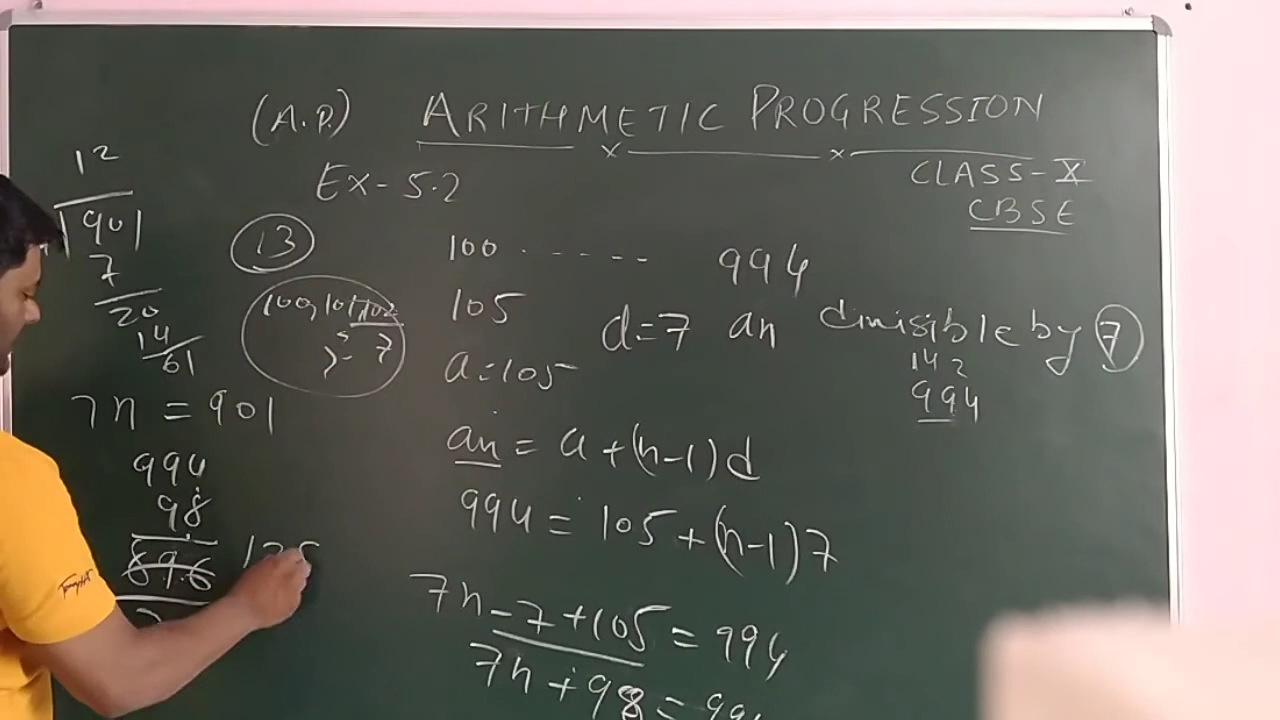 (A.P.) ARITHMETIC PROGRESSION
Ex - 5.2
CLASS-X
CBSE
12
901
7
20
14
61
7n = 901
994
98
896
128
13
100, 101, 102
7
100 - - - - - - 994
105
d=7 an divisible by 7
a=105
142
994
an = a +(n-1)d
994 = 105 +(n-1)7
7n -7 +105 = 994
7n + 98 = 994